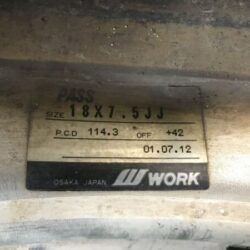 PASS
SIZE 18X7.5JJ
P.C.D 114.3 OFF +42
01.07.12
OSAKA JAPAN W WORK